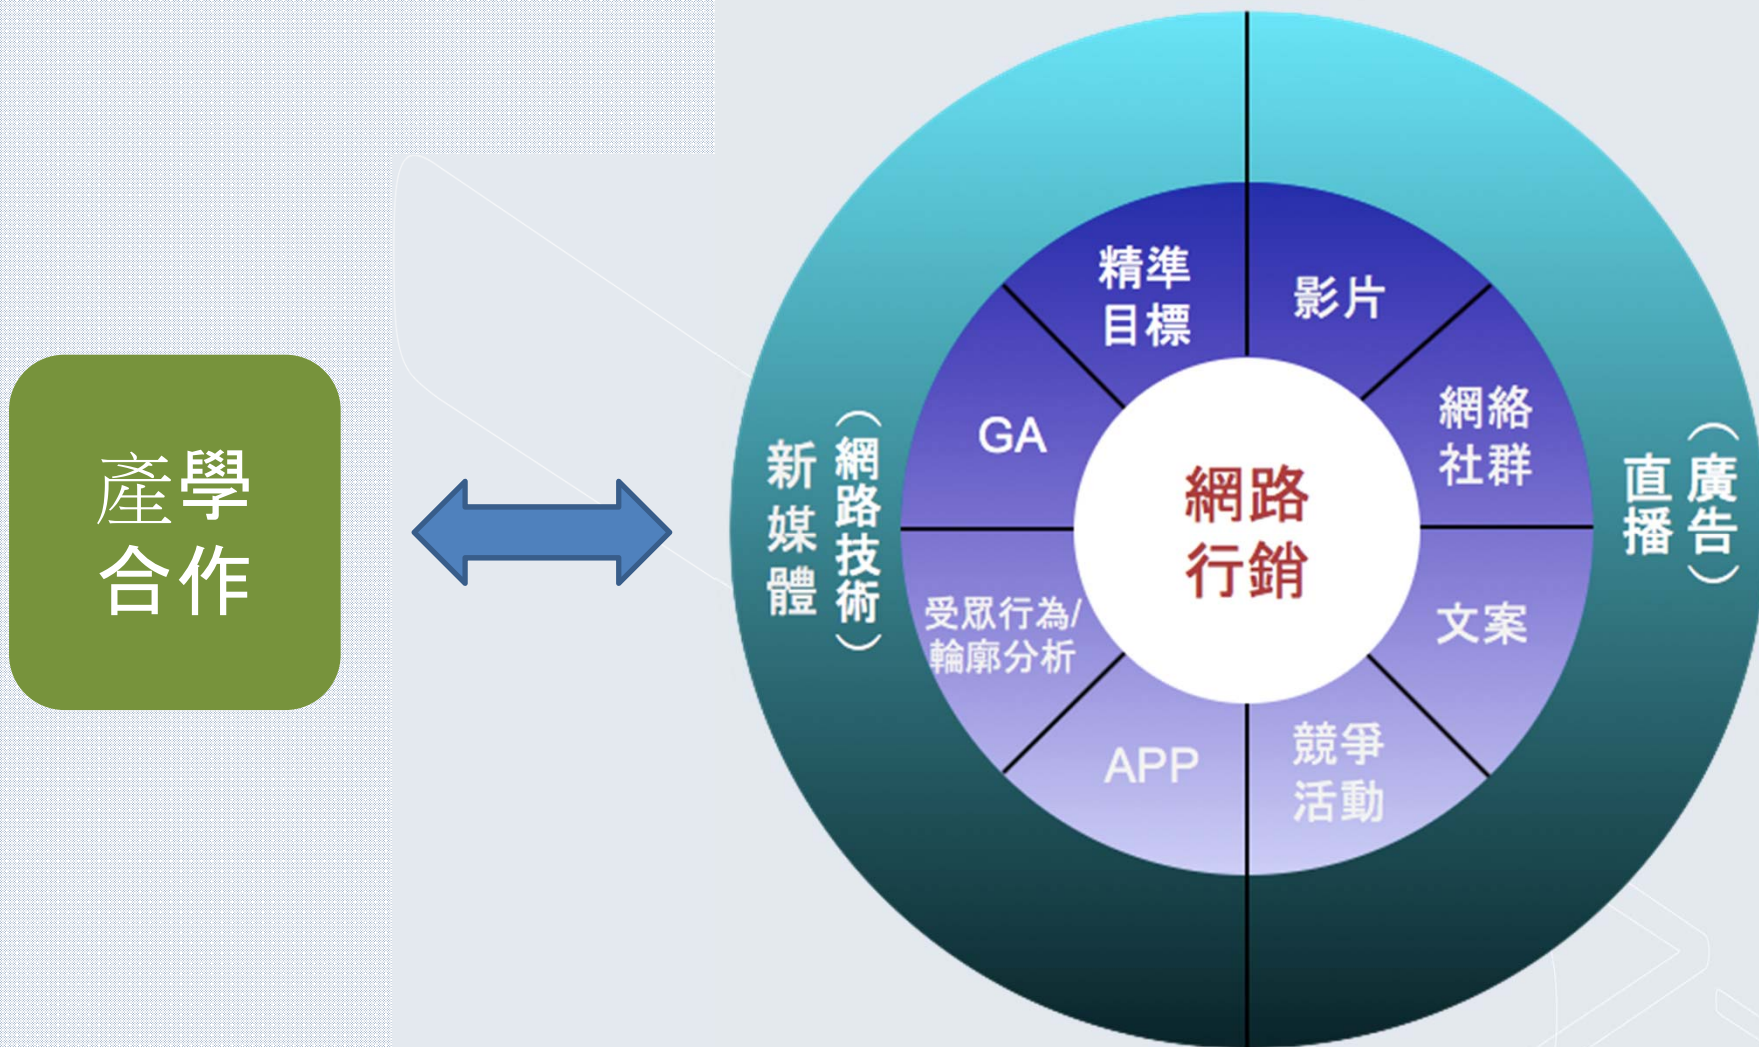 產學
合作
新媒體
（網路技術）
精準
目標
GA
受眾行為/
輪廓分析
APP
網路
行銷
影片
網絡
社群
文案
競爭
活動
直播
（廣告）